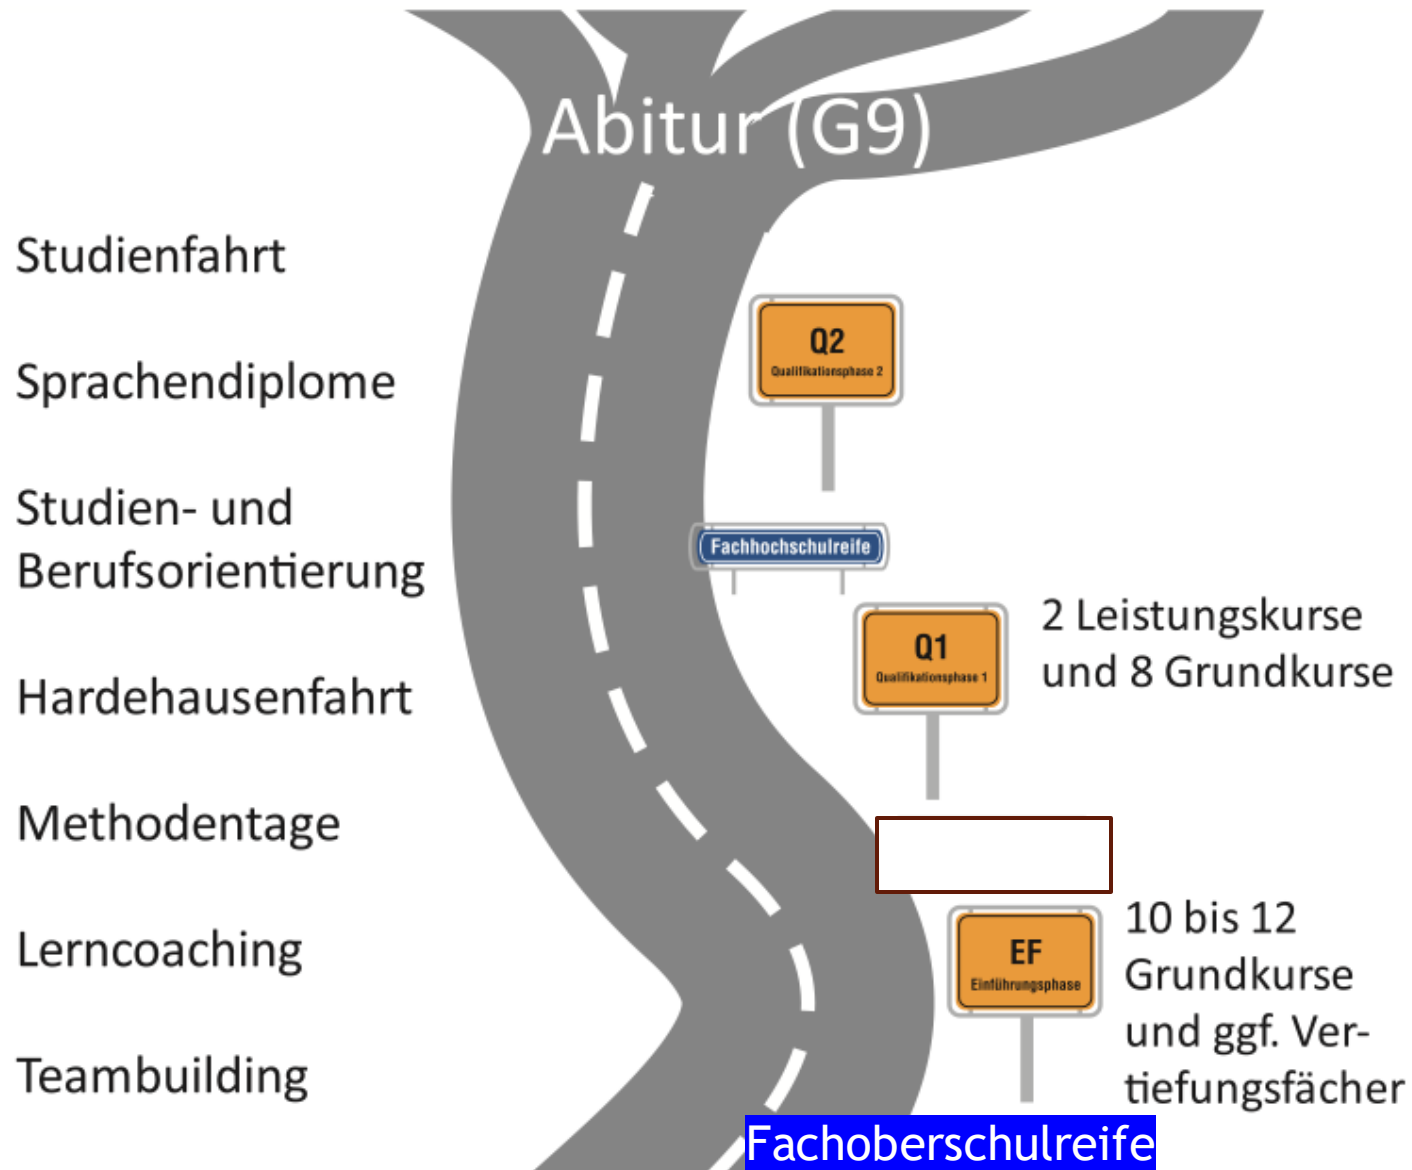 Abitur (G9)
Studienfahrt
Sprachendiplome
Studien- und
Berufsorientierung
Hardehausenfahrt
Methodentage
Lerncoaching
Teambuilding
Q2
Qualifikationsphase 2
Fachhochschulreife
Q1
Qualifikationsphase 1
2 Leistungskurse
und 8 Grundkurse
EF
Einführungsphase
10 bis 12
Grundkurse
und ggf. Ver-
tiefungsfächer
Fachoberschulreife